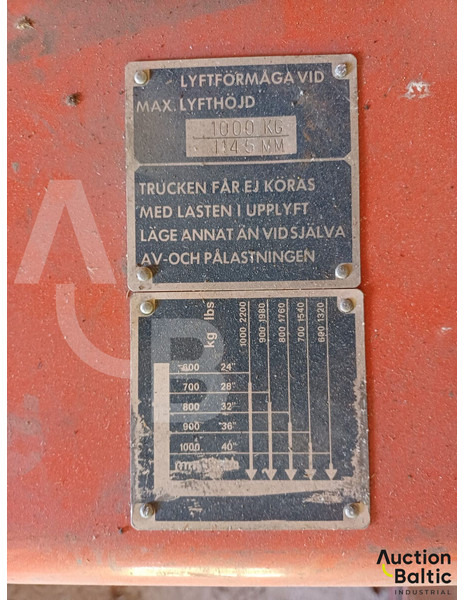 LYFTFÖRMÅGA VID
MAX. LYFTHÖJD
1000 KG
1145 MM
TRUCKEN FÅR EJ KÖRAS
MED LASTEN I UPPLYFT
LÄGE ANNAT ÄN VID SJÄLVA
AV-OCH PÅLASTNINGEN
kg lbs
1000 2200
900 1980
800 1760
700 1540
600 1320
600 24"
700 28"
800 32"
900 36"
1000 40"
AB
Auction
Baltic
INDUSTRIAL